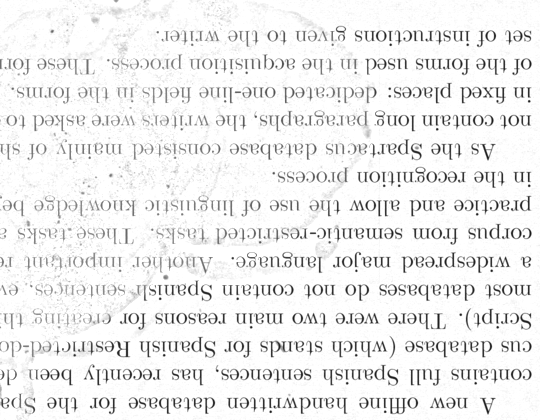 A new offline handwritten database for the Spa
contains full Spanish sentences, has recently been de
cus database (which stands for Spanish Restricted-do
Script). There were two main reasons for creating thi
most databases do not contain Spanish sentences, ev
a widespread major language. Another important re
corpus from semantic-restricted tasks. These tasks a
practice and allow the use of linguistic knowledge be
in the recognition process.
As the Spartacus database consisted mainly of sh
not contain long paragraphs, the writers were asked to
in fixed places: dedicated one-line fields in the forms.
of the forms used in the acquisition process. These for
set of instructions given to the writer.